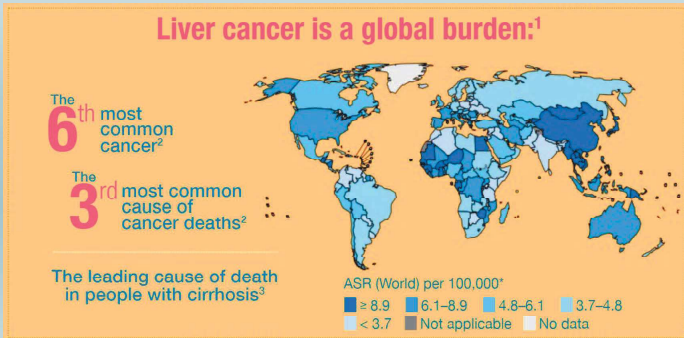 Liver cancer is a global burden:¹
The
6th most
common
cancer²
The
3rd most common
cause of
cancer deaths²
The leading cause of death
in people with cirrhosis³
ASR (World) per 100,000*
≥ 8.9 6.1–8.9 4.8–6.1 3.7–4.8
< 3.7 Not applicable No data